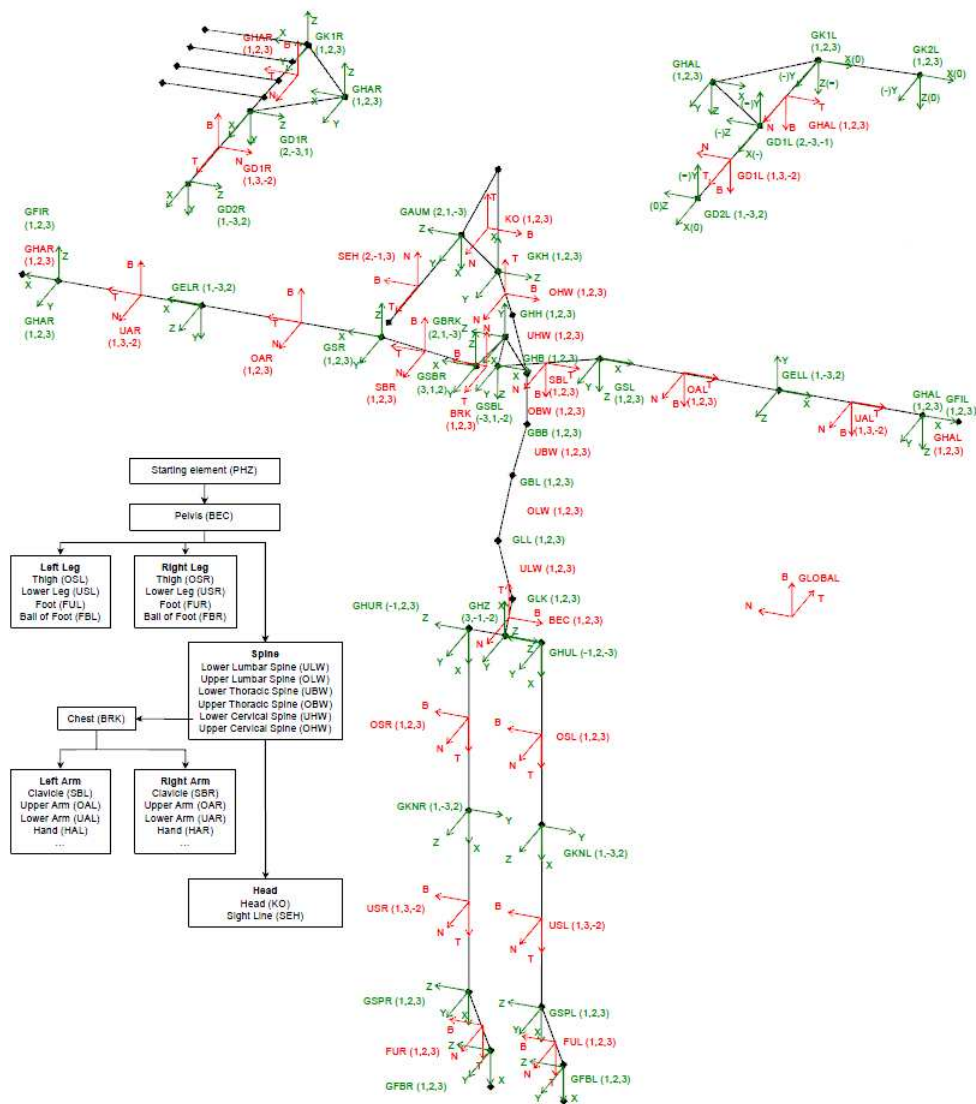 GHAR
(1,2,3)
GK1R
(1,2,3)
GHAR
(1,2,3)
GD1R
(2,-3,1)
GD1R
(1,3,-2)
GD2R
(1,-3,2)
GK1L
(1,2,3)
GK2L
(1,2,3)
GHAL
(1,2,3)
X(0)
(-)Y
Z(0)
GHAL (1,2,3)
GD1L (2,-3,-1)
X(-)
GD1L (1,3,-2)
(0)Z
GD2L (1,-3,2)
X(0)
GFIR
(1,2,3)
GHAR
(1,2,3)
GHAR
(1,2,3)
UAR
(1,3,-2)
GELR (1,-3,2)
OAR
(1,2,3)
GSR
(1,2,3)
SEH (2,-1,3)
GAUM (2,1,-3)
KO (1,2,3)
GKH (1,2,3)
OHW
(1,2,3)
GHH (1,2,3)
UHW
(1,2,3)
GHB (1,2,3)
GBRK
(2,1,-3)
SBR
(1,2,3)
GSBR
(3,1,2)
BRK
(1,2,3)
GSBL
(-3,1,-2)
SBL
(1,2,3)
OBW
(1,2,3)
GSL
(1,2,3)
OAL
(1,2,3)
GELL (1,-3,2)
UAL
(1,3,-2)
GHAL
(1,2,3)
GFIL
(1,2,3)
GHAL
(1,2,3)
GBB (1,2,3)
UBW
(1,2,3)
GBL (1,2,3)
OLW
(1,2,3)
GLL (1,2,3)
ULW (1,2,3)
GLK (1,2,3)
GHUR (-1,2,3)
GHZ
(3,-1,-2)
BEC (1,2,3)
GHUL (-1,2,-3)
B
GLOBAL
N
T
OSR
(1,2,3)
OSL
(1,2,3)
GKNR (1,-3,2)
GKNL (1,-3,2)
USR (1,3,-2)
USL (1,3,-2)
GSPR (1,2,3)
GSPL
(1,2,3)
FUR (1,2,3)
FUL (1,2,3)
GFBR (1,2,3)
GFBL (1,2,3)
Starting element (PHZ)
Pelvis (BEC)
Left Leg
Thigh (OSL)
Lower Leg (USL)
Foot (FUL)
Ball of Foot (FBL)
Right Leg
Thigh (OSR)
Lower Leg (USR)
Foot (FUR)
Ball of Foot (FBR)
Spine
Lower Lumbar Spine (ULW)
Upper Lumbar Spine (OLW)
Lower Thoracic Spine (UBW)
Upper Thoracic Spine (OBW)
Lower Cervical Spine (UHW)
Upper Cervical Spine (OHW)
Chest (BRK)
Left Arm
Clavicle (SBL)
Upper Arm (OAL)
Lower Arm (UAL)
Hand (HAL)
...
Right Arm
Clavicle (SBR)
Upper Arm (OAR)
Lower Arm (UAR)
Hand (HAR)
...
Head
Head (KO)
Sight Line (SEH)